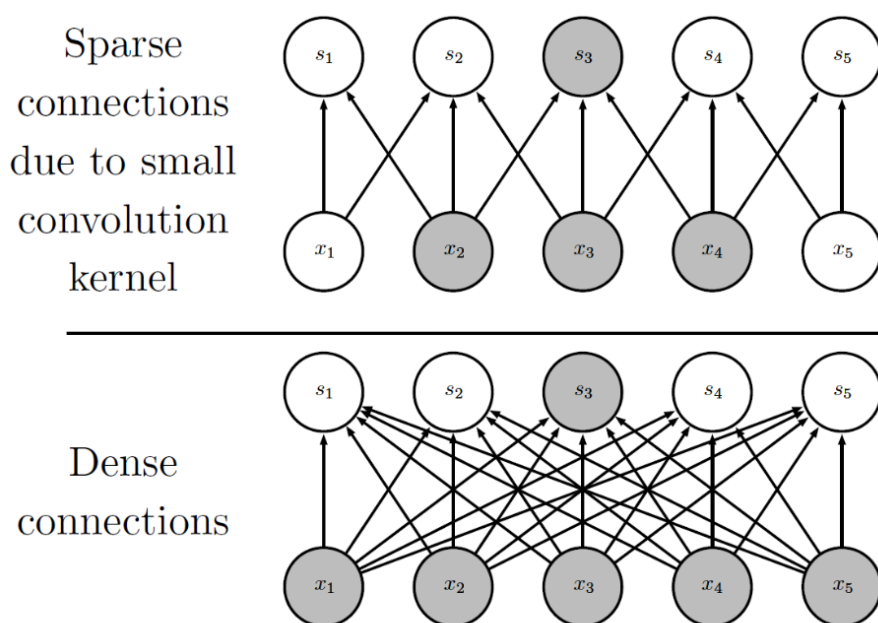 Sparse
connections
due to small
convolution
kernel
s₁ s₂ s₃ s₄ s₅
x₁ x₂ x₃ x₄ x₅
Dense
connections
s₁ s₂ s₃ s₄ s₅
x₁ x₂ x₃ x₄ x₅